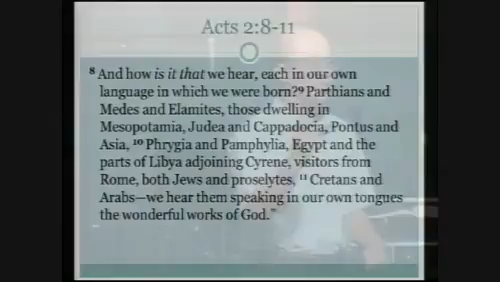 Acts 2:8-11
⁸ And how is it that we hear, each in our own
language in which we were born?⁹ Parthians and
Medes and Elamites, those dwelling in
Mesopotamia, Judea and Cappadocia, Pontus and
Asia, ¹⁰ Phrygia and Pamphylia, Egypt and the
parts of Libya adjoining Cyrene, visitors from
Rome, both Jews and proselytes, ¹¹ Cretans and
Arabs—we hear them speaking in our own tongues
the wonderful works of God."